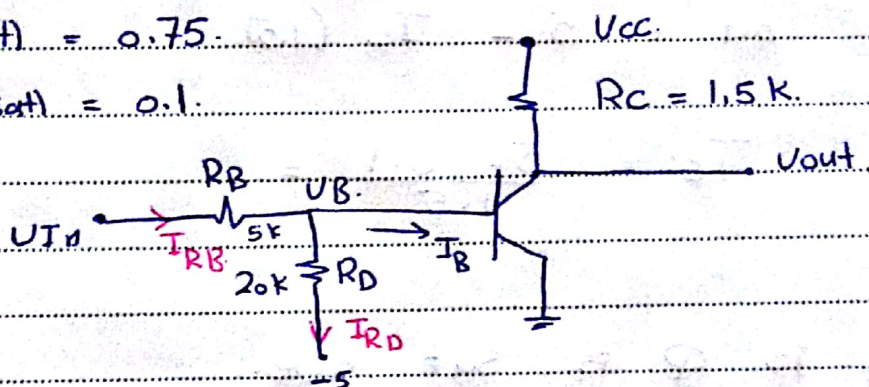 t) = 0.75.
Vcc.
sat) = 0.1.
Rc = 1.5 k.
RB
VB.
Vout
VIn
IRB
5k
IB
20k
RD
IRD
-5